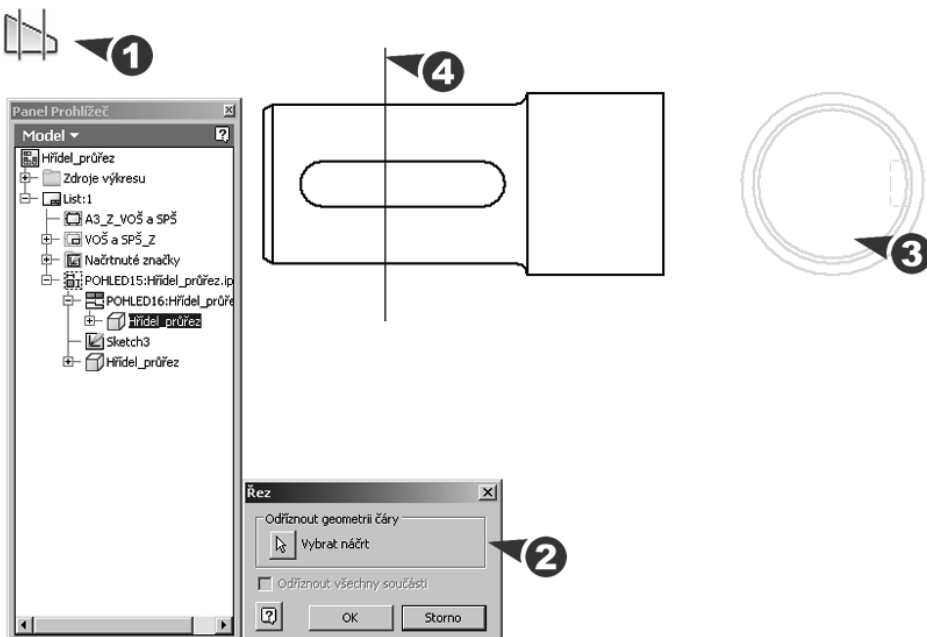 1
4
Panel Prohlížeč
Model
Hřídel_průřez
Zdroje výkresu
List:1
A3_Z_VOŠ a SPŠ
VOŠ a SPŠ_Z
Načrtnuté značky
POHLED15:Hřídel_průřez.ip
POHLED16:Hřídel_průře
Hřídel_průřez
Sketch3
Hřídel_průřez
3
Řez
Odříznout geometrii čáry
Vybrat náčrt
2
Odříznout všechny součásti
OK Storno